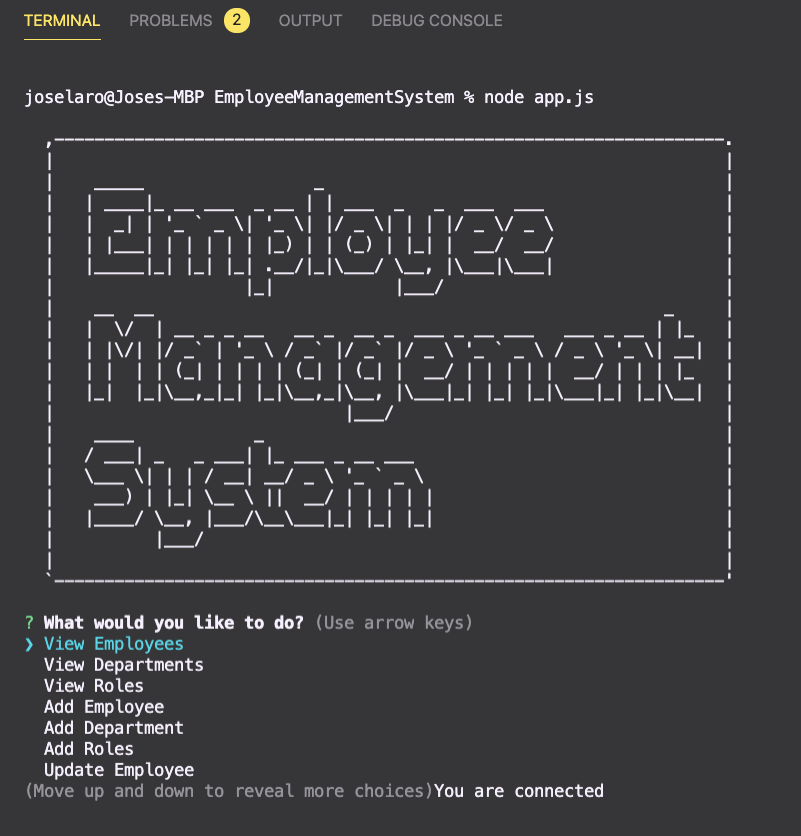 TERMINAL PROBLEMS 2 OUTPUT DEBUG CONSOLE
joselaro@Joses-MBP EmployeeManagementSystem % node app.js
Employee
Management
System
? What would you like to do? (Use arrow keys)
❯ View Employees
View Departments
View Roles
Add Employee
Add Department
Add Roles
Update Employee
(Move up and down to reveal more choices)You are connected